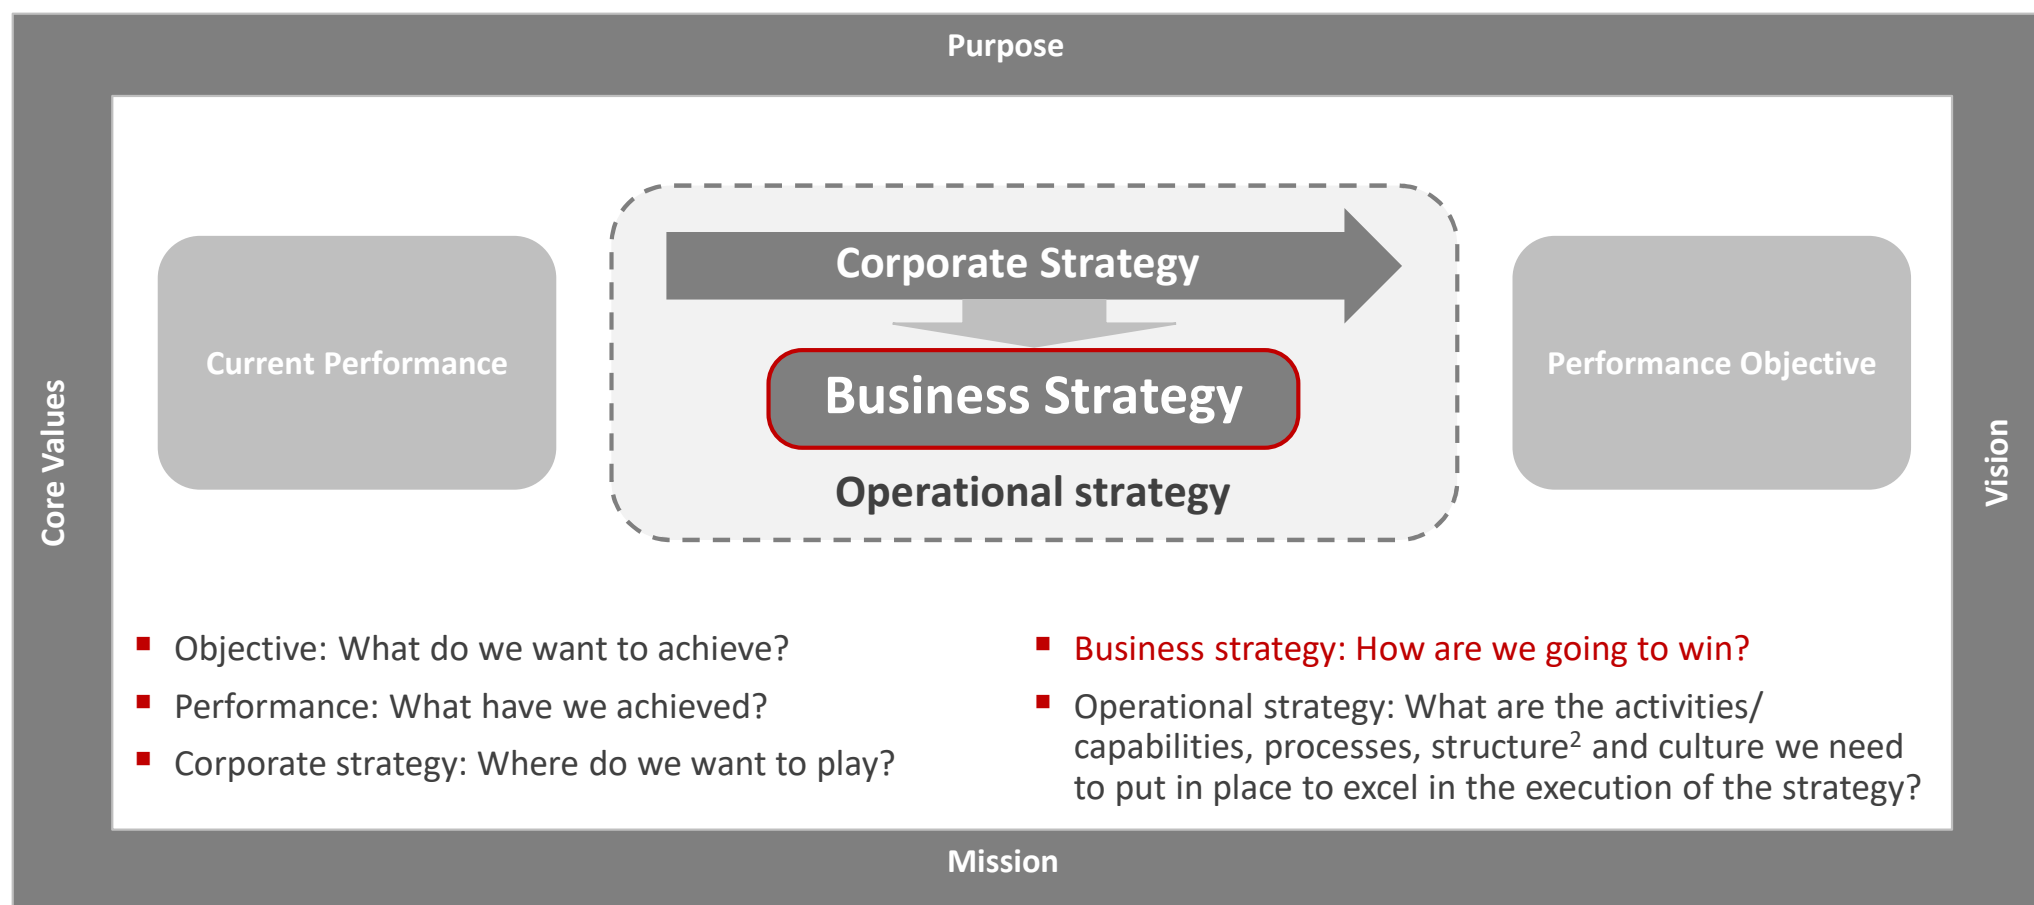 Purpose
Core Values
Current Performance
Corporate Strategy
Business Strategy
Operational strategy
Performance Objective
Vision
▪ Objective: What do we want to achieve?
▪ Performance: What have we achieved?
▪ Corporate strategy: Where do we want to play?
▪ Business strategy: How are we going to win?
▪ Operational strategy: What are the activities/
capabilities, processes, structure² and culture we need
to put in place to excel in the execution of the strategy?
Mission